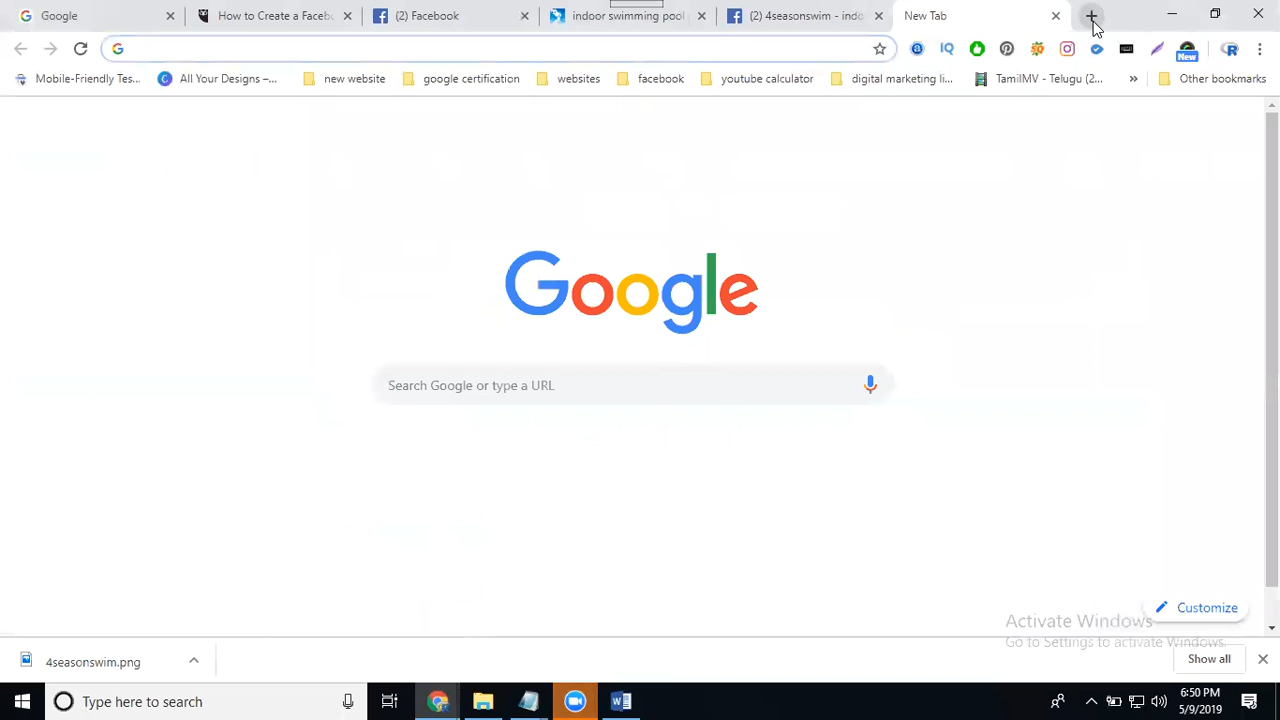 Google
How to Create a Faceb
(2) Facebook
indoor swimming pool
(2) 4seasonswim - indo
New Tab
Mobile-Friendly Tes...
All Your Designs –...
new website
google certification
websites
facebook
youtube calculator
digital marketing li...
TamilMV - Telugu (2...
»
Other bookmarks
IQ
New
R
Google
Search Google or type a URL
Customize
Activate Windows
Go to Settings to activate Windows.
4seasonswim.png
Show all
Type here to search
6:50 PM
5/9/2019